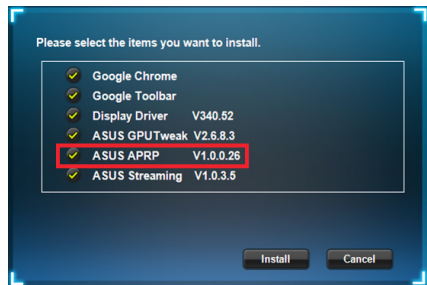 Please select the items you want to install.
Google Chrome
Google Toolbar
Display Driver V340.52
ASUS GPUTweak V2.6.8.3
ASUS APRP V1.0.0.26
ASUS Streaming V1.0.3.5
Install Cancel